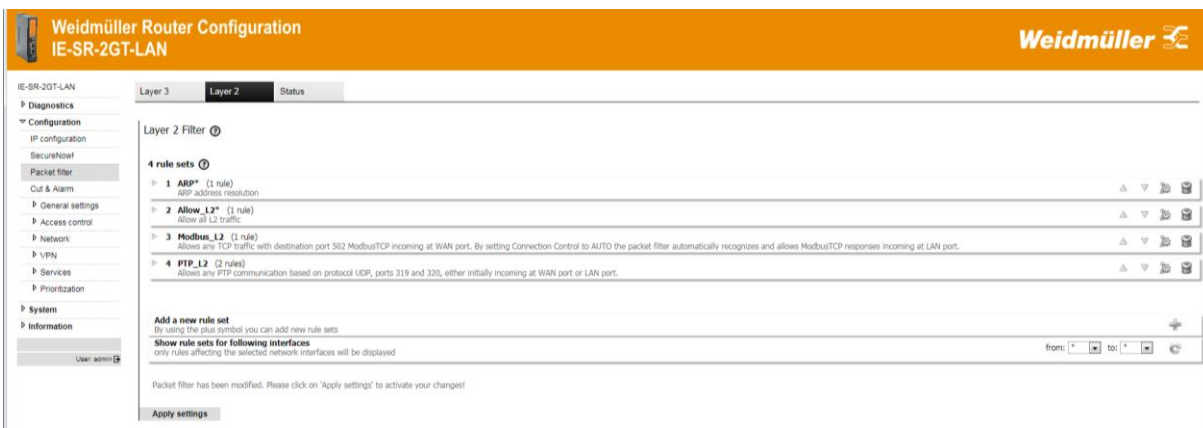 Weidmüller Router Configuration
IE-SR-2GT-LAN
Weidmüller
IE-SR-2GT-LAN
Diagnostics
Configuration
IP configuration
SecureNow!
Packet filter
Cut & Alarm
General settings
Access control
Network
VPN
Services
Prioritization
System
Information
User: admin
Layer 3 Layer 2 Status
Layer 2 Filter ?
4 rule sets ?
1 ARP* (1 rule)
ARP address resolution
2 Allow_L2* (1 rule)
Allow all L2 traffic
3 Modbus_L2 (1 rule)
Allows any TCP traffic with destination port 502 ModbusTCP incoming at WAN port. By setting Connection Control to AUTO the packet filter automatically recognizes and allows ModbusTCP responses incoming at LAN port.
4 PTP_L2 (2 rules)
Allows any PTP communication based on protocol UDP, ports 319 and 320, either initially incoming at WAN port or LAN port.
Add a new rule set
By using the plus symbol you can add new rule sets
Show rule sets for following interfaces
only rules affecting the selected network interfaces will be displayed
from: * to: *
Packet filter has been modified. Please click on 'Apply settings' to activate your changes!
Apply settings